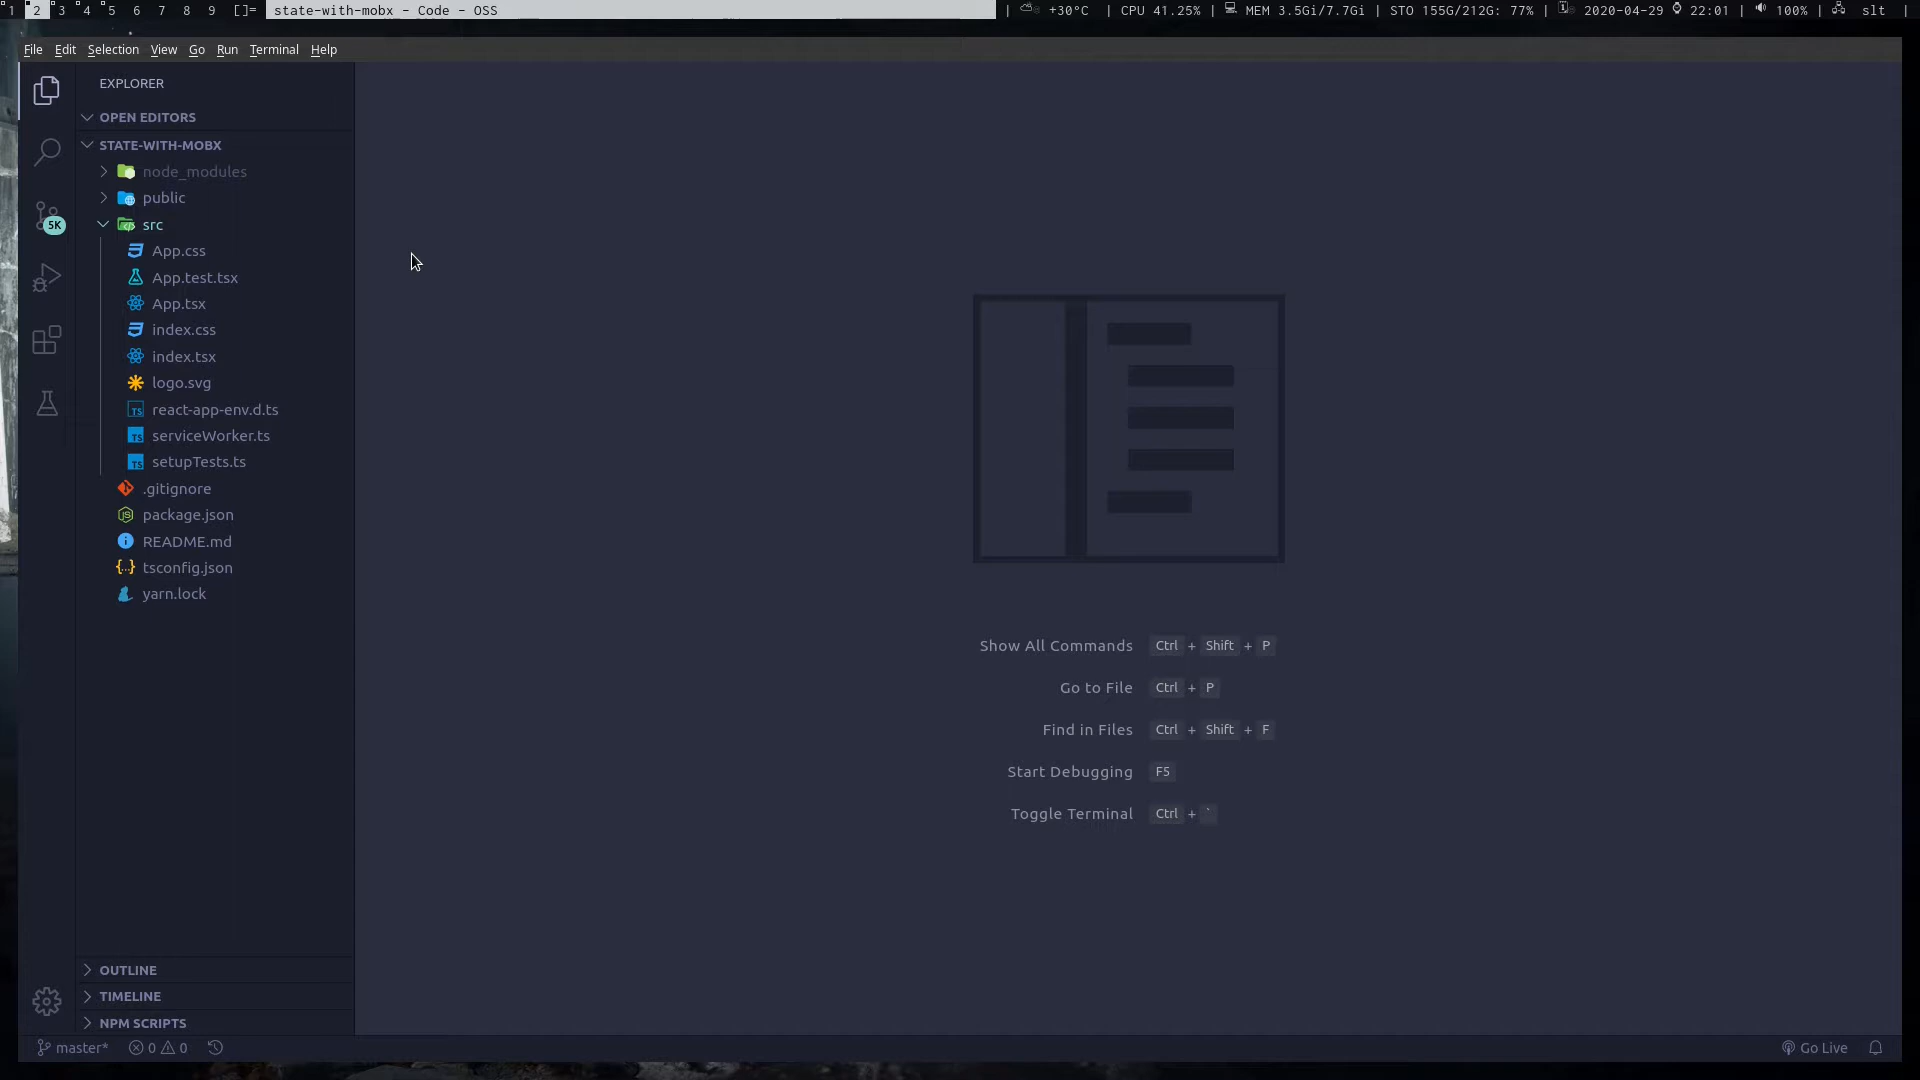 1 2 3 4 5 6 7 8 9 []= state-with-mobx - Code - OSS | +30°C | CPU 41.25% | MEM 3.5Gi/7.7Gi | STO 155G/212G: 77% | 2020-04-29 22:01 | 100% | slt |
File Edit Selection View Go Run Terminal Help
EXPLORER
OPEN EDITORS
STATE-WITH-MOBX
node_modules
public
src
5K
App.css
App.test.tsx
App.tsx
index.css
index.tsx
logo.svg
TS react-app-env.d.ts
TS serviceWorker.ts
TS setupTests.ts
.gitignore
JS package.json
README.md
{..} tsconfig.json
yarn.lock
Show All Commands Ctrl + Shift + P
Go to File Ctrl + P
Find in Files Ctrl + Shift + F
Start Debugging F5
Toggle Terminal Ctrl + `
OUTLINE
TIMELINE
NPM SCRIPTS
master* 0 0 Go Live